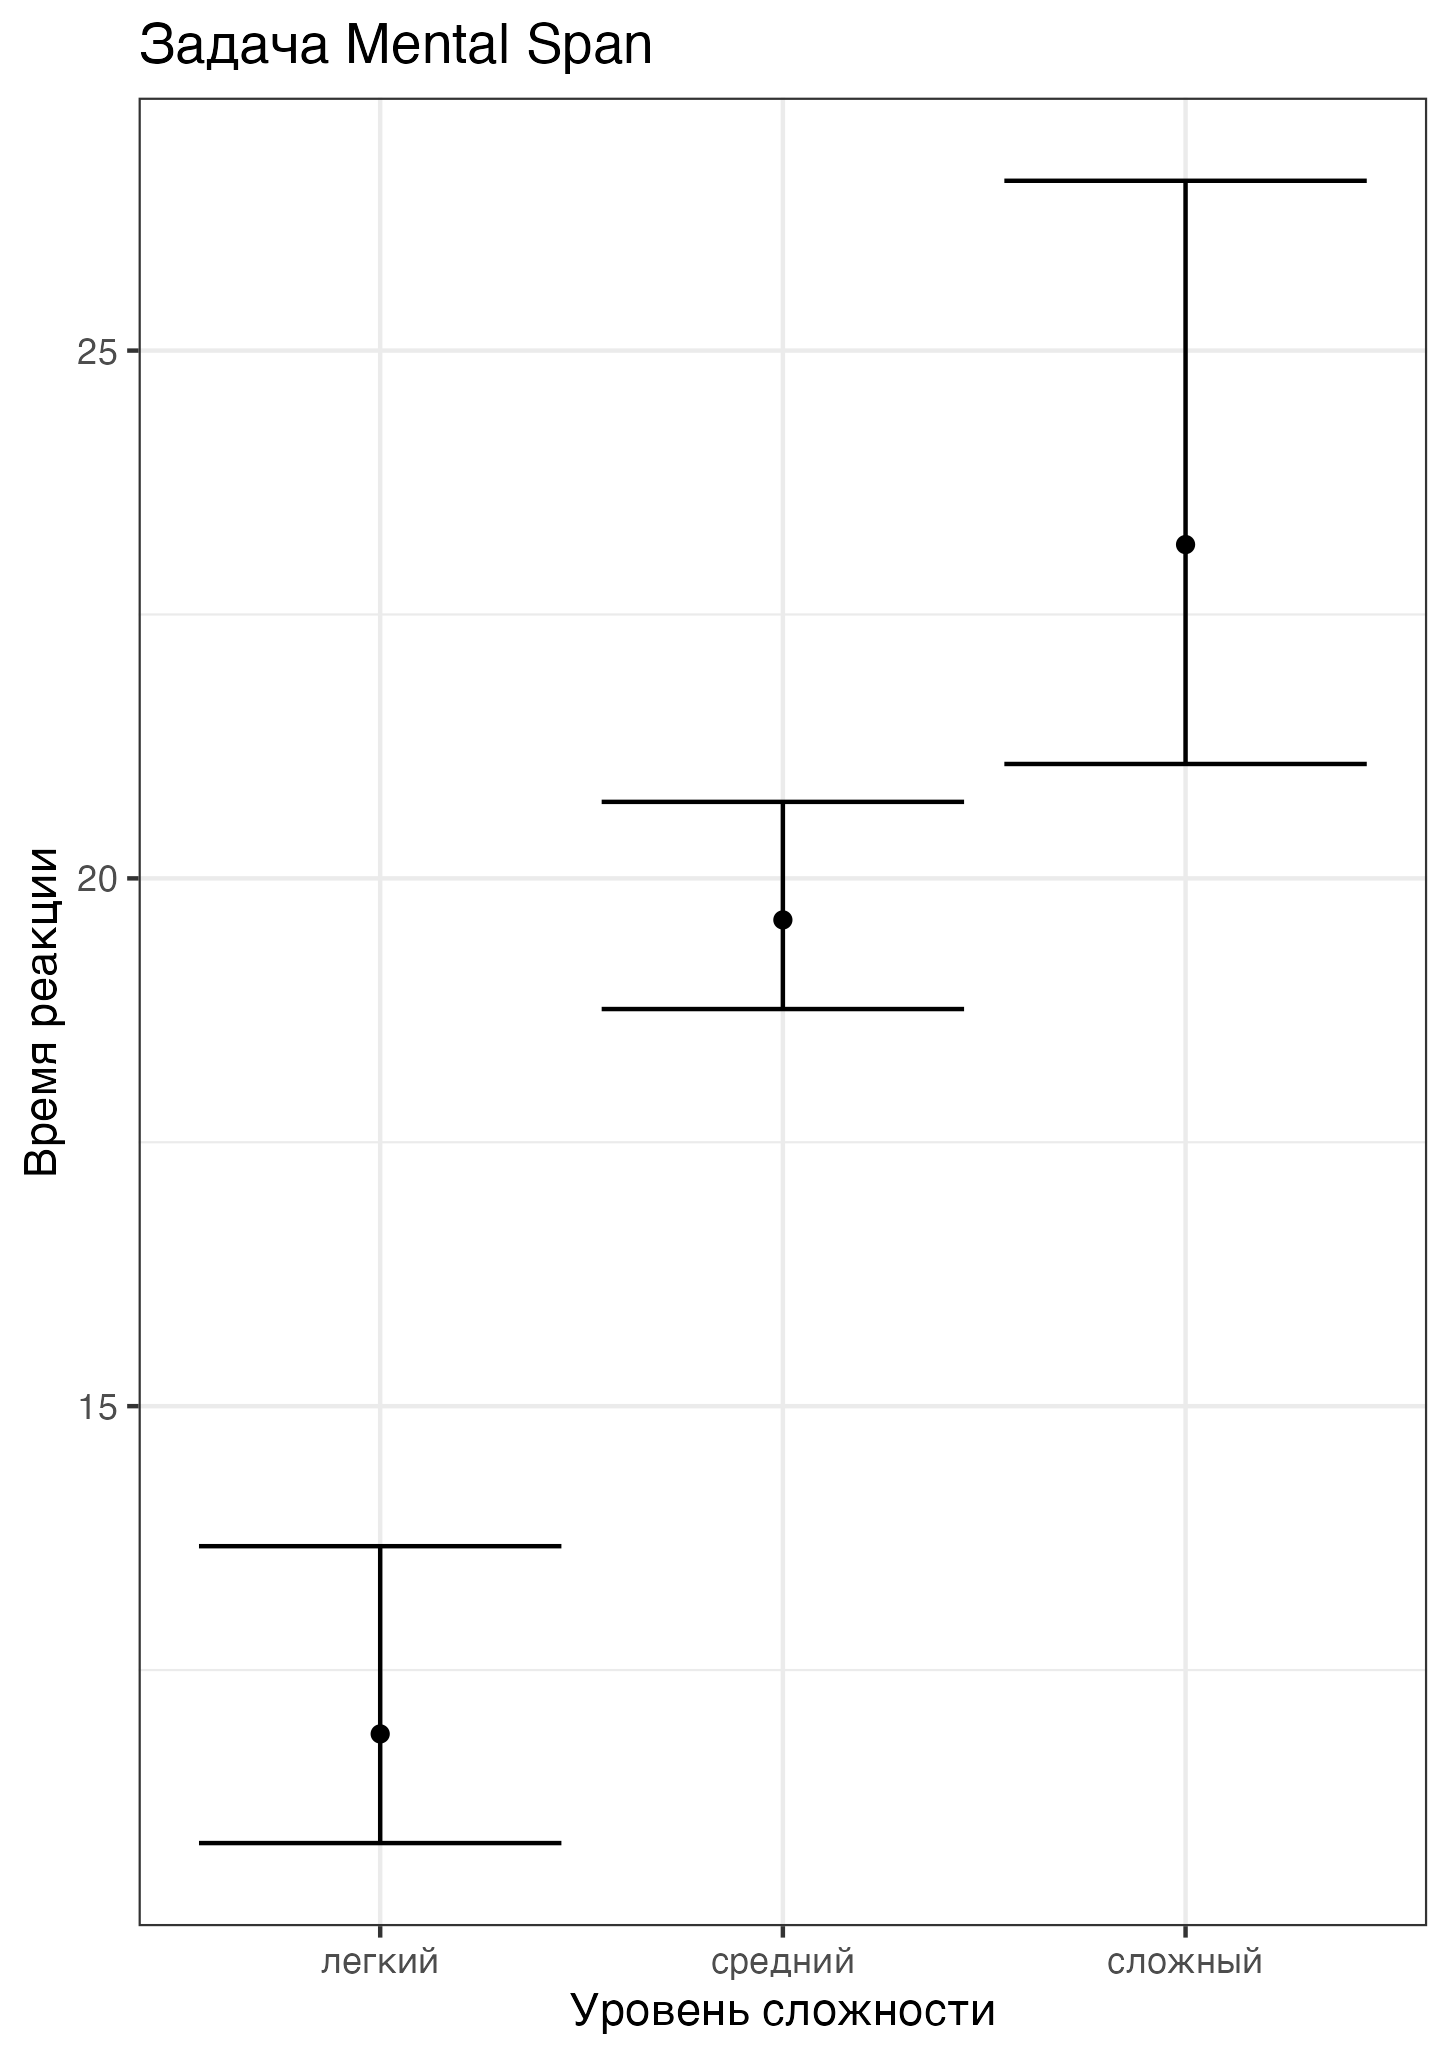 Задача Mental Span
Время реакции
25
20
15
легкий средний сложный
Уровень сложности